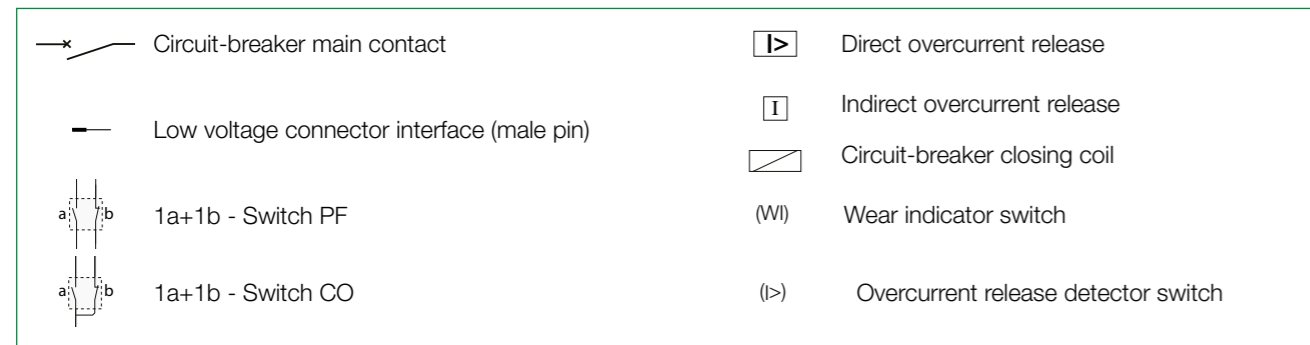 Circuit-breaker main contact
Low voltage connector interface (male pin)
a b 1a+1b - Switch PF
a b 1a+1b - Switch CO
I> Direct overcurrent release
I Indirect overcurrent release
Circuit-breaker closing coil
(WI) Wear indicator switch
(I>) Overcurrent release detector switch